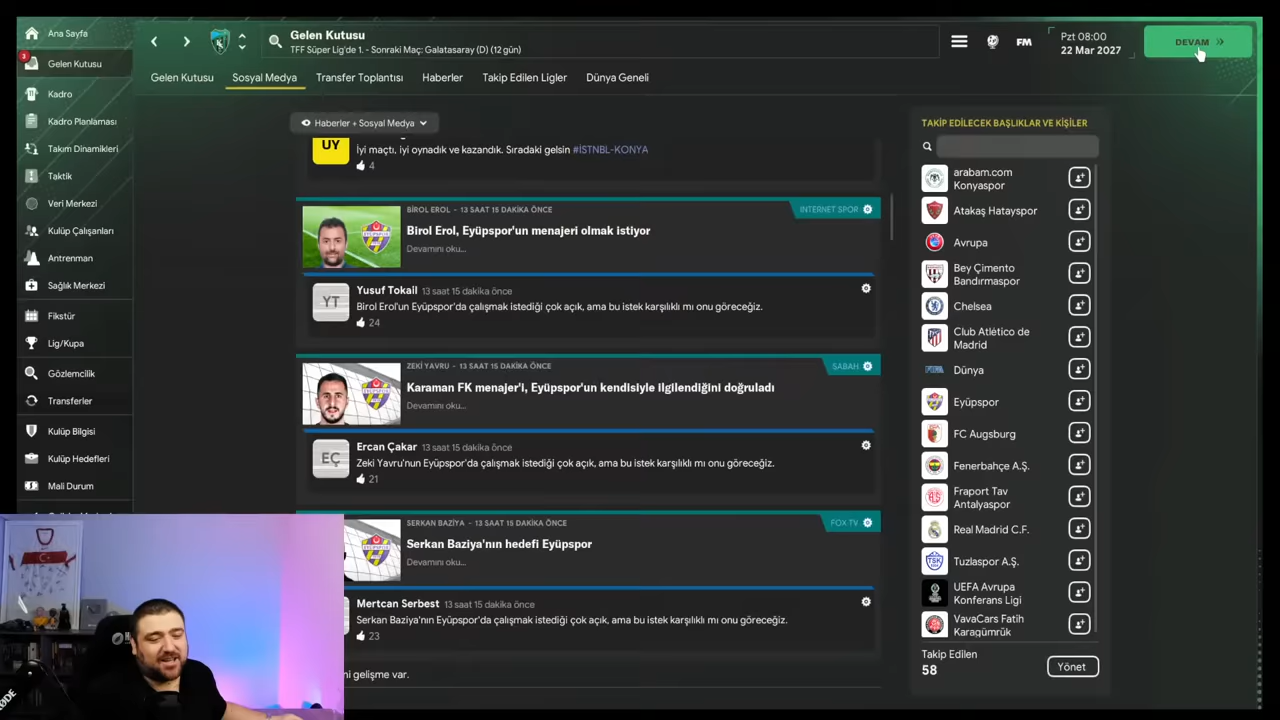 Ana Sayfa
3
Gelen Kutusu
Kadro
Kadro Planlaması
Takım Dinamikleri
Taktik
Veri Merkezi
Kulüp Çalışanları
Antrenman
Sağlık Merkezi
Fikstür
Lig/Kupa
Gözlemcilik
Transferler
Kulüp Bilgisi
Kulüp Hedefleri
Mali Durum
Gelen Kutusu
TFF Süper Lig'de 1. - Sonraki Maç: Galatasaray (D) (12 gün)
FM
Pzt 08:00
22 Mar 2027
DEVAM
Gelen Kutusu
Sosyal Medya
Transfer Toplantısı
Haberler
Takip Edilen Ligler
Dünya Geneli
Haberler + Sosyal Medya
UY
İyi maçtı, iyi oynadık ve kazandık. Sıradaki gelsin #İSTNBL-KONYA
4
BİROL EROL - 13 SAAT 15 DAKİKA ÖNCE
INTERNET SPOR
Birol Erol, Eyüpspor'un menajeri olmak istiyor
Devamını oku...
YT
Yusuf Tokail 13 saat 15 dakika önce
Birol Erol'un Eyüpspor'da çalışmak istediği çok açık, ama bu istek karşılıklı mı onu göreceğiz.
24
ZEKİ YAVRU - 13 SAAT 15 DAKİKA ÖNCE
SABAH
Karaman FK menajer'i, Eyüpspor'un kendisiyle ilgilendiğini doğruladı
Devamını oku...
EÇ
Ercan Çakar 13 saat 15 dakika önce
Zeki Yavru'nun Eyüpspor'da çalışmak istediği çok açık, ama bu istek karşılıklı mı onu göreceğiz.
21
SERKAN BAZİYA - 13 SAAT 15 DAKİKA ÖNCE
FOX TV
Serkan Baziya'nın hedefi Eyüpspor
Devamını oku...
Mertcan Serbest 13 saat 15 dakika önce
Serkan Baziya'nın Eyüpspor'da çalışmak istediği çok açık, ama bu istek karşılıklı mı onu göreceğiz.
23
gelişme var.
TAKİP EDİLECEK BAŞLIKLAR VE KİŞİLER
arabam.com
Konyaspor
Atakaş Hatayspor
Avrupa
Bey Çimento
Bandırmaspor
Chelsea
Club Atlético de
Madrid
FIFA
Dünya
Eyüpspor
FC Augsburg
Fenerbahçe A.Ş.
Fraport Tav
Antalyaspor
Real Madrid C.F.
Tuzlaspor A.Ş.
UEFA Avrupa
Konferans Ligi
VavaCars Fatih
Karagümrük
Takip Edilen
58
Yönet